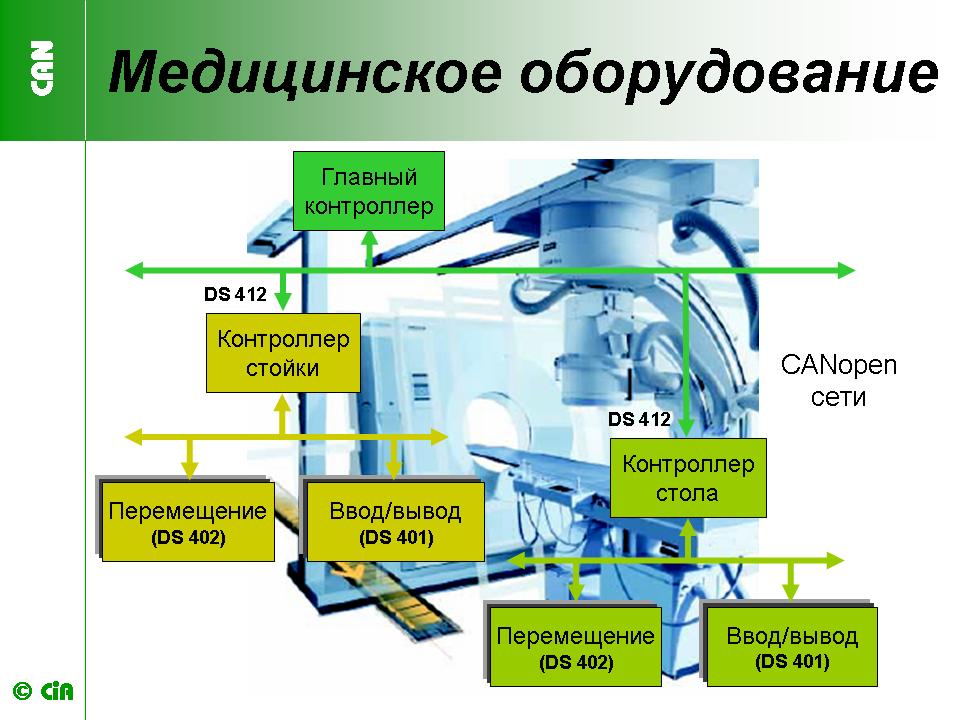 CAN
Медицинское оборудование
Главный
контроллер
DS 412
Контроллер
стойки
CANopen
сети
DS 412
Контроллер
стола
Перемещение
(DS 402)
Ввод/вывод
(DS 401)
Перемещение
(DS 402)
Ввод/вывод
(DS 401)
© CiA